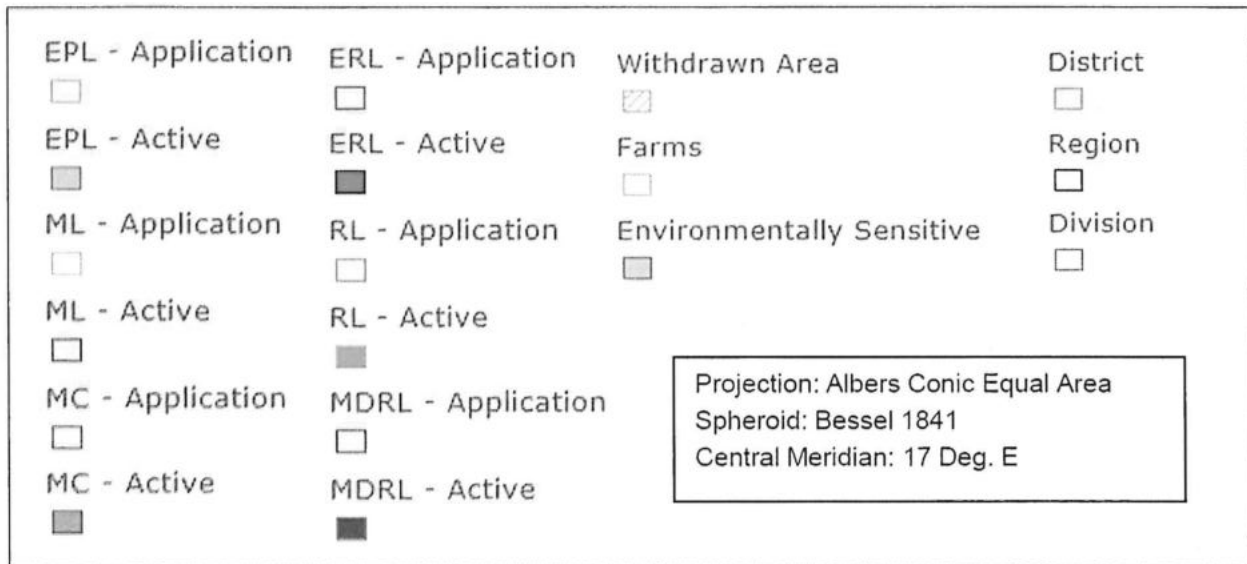 EPL - Application
EPL - Active
ML - Application
ML - Active
MC - Application
MC - Active
ERL - Application
ERL - Active
RL - Application
RL - Active
MDRL - Application
MDRL - Active
Withdrawn Area
Farms
Environmentally Sensitive
District
Region
Division
Projection: Albers Conic Equal Area
Spheroid: Bessel 1841
Central Meridian: 17 Deg. E